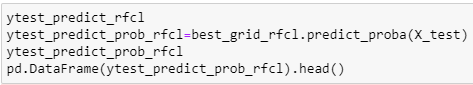 ytest_predict_rfcl
ytest_predict_prob_rfcl=best_grid_rfcl.predict_proba(X_test)
ytest_predict_prob_rfcl
pd.DataFrame(ytest_predict_prob_rfcl).head()